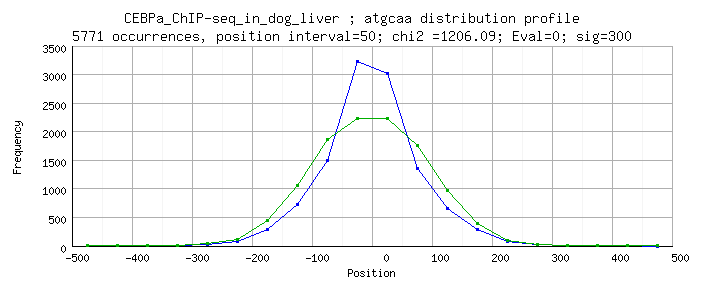 CEBPa_ChIP-seq_in_dog_liver ; atgcaa distribution profile
5771 occurrences, position interval=50; chi2 =1206.09; Eval=0; sig=300
3500
3000
2500
2000
1500
1000
500
0
Frequency
-500 -400 -300 -200 -100 0 100 200 300 400 500
Position